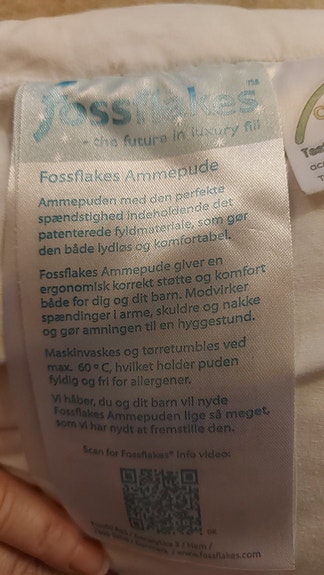 fossflakes™
- the future in luxury fill
Fossflakes Ammepude
Ammepuden med den perfekte
spændstighed indeholdende det
patenterede fyldmateriale, som gør
den både lydløs og komfortabel.
Fossflakes Ammepude giver en
ergonomisk korrekt støtte og komfort
både for dig og dit barn. Modvirker
spændinger i arme, skuldre og nakke
og gør amningen til en hyggestund.
Maskinvaskes og tørretumbles ved
max. 60 º C, hvilket holder puden
fyldig og fri for allergener.
Vi håber, du og dit barn vil nyde
Fossflakes Ammepuden lige så meget,
som vi har nydt at fremstille den.
Scan for Fossflakes® info video:
DK
/ www.fossflakes.com